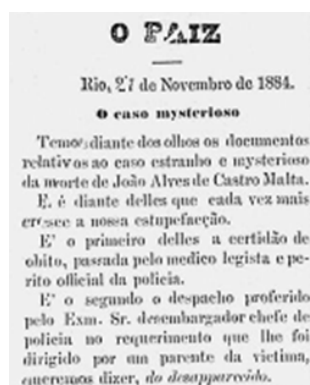 O PAIZ
Rio, 27 de Novembro de 1884.
O caso mysterioso
Temos diante dos olhos os documentos
relativos ao caso estranho e mysterioso
da morte de João Alves de Castro Malta.
E é diante delles que cada vez mais
cresce a nossa estupefacção.
E' o primeiro delles a certidão de
obito, passada pelo medico legista e pe-
rito official da policia.
E' o segundo o despacho proferido
pelo Exm. Sr. desembargador chefe de
policia no requerimento que lhe foi
dirigido por um parente da victima,
queremos dizer, do desapparecido.